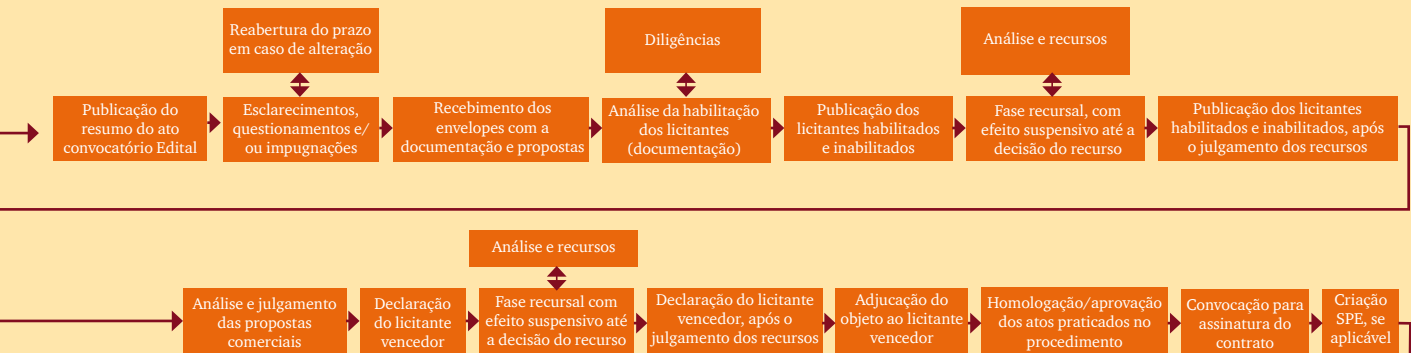 Reabertura do prazo
em caso de alteração
Diligências
Análise e recursos
Publicação do
resumo do ato
convocatório Edital
Esclarecimentos,
questionamentos e/
ou impugnações
Recebimento dos
envelopes com a
documentação e propostas
Análise da habilitação
dos licitantes
(documentação)
Publicação dos
licitantes habilitados
e inabilitados
Fase recursal, com
efeito suspensivo até a
decisão do recurso
Publicação dos licitantes
habilitados e inabilitados, após
o julgamento dos recursos
Análise e recursos
Análise e julgamento
das propostas
comerciais
Declaração
do licitante
vencedor
Fase recursal com
efeito suspensivo até
a decisão do recurso
Declaração do licitante
vencedor, após o
julgamento dos recursos
Adjucação do
objeto ao licitante
vencedor
Homologação/aprovação
dos atos praticados no
procedimento
Convocação para
assinatura do
contrato
Criação
SPE, se
aplicável